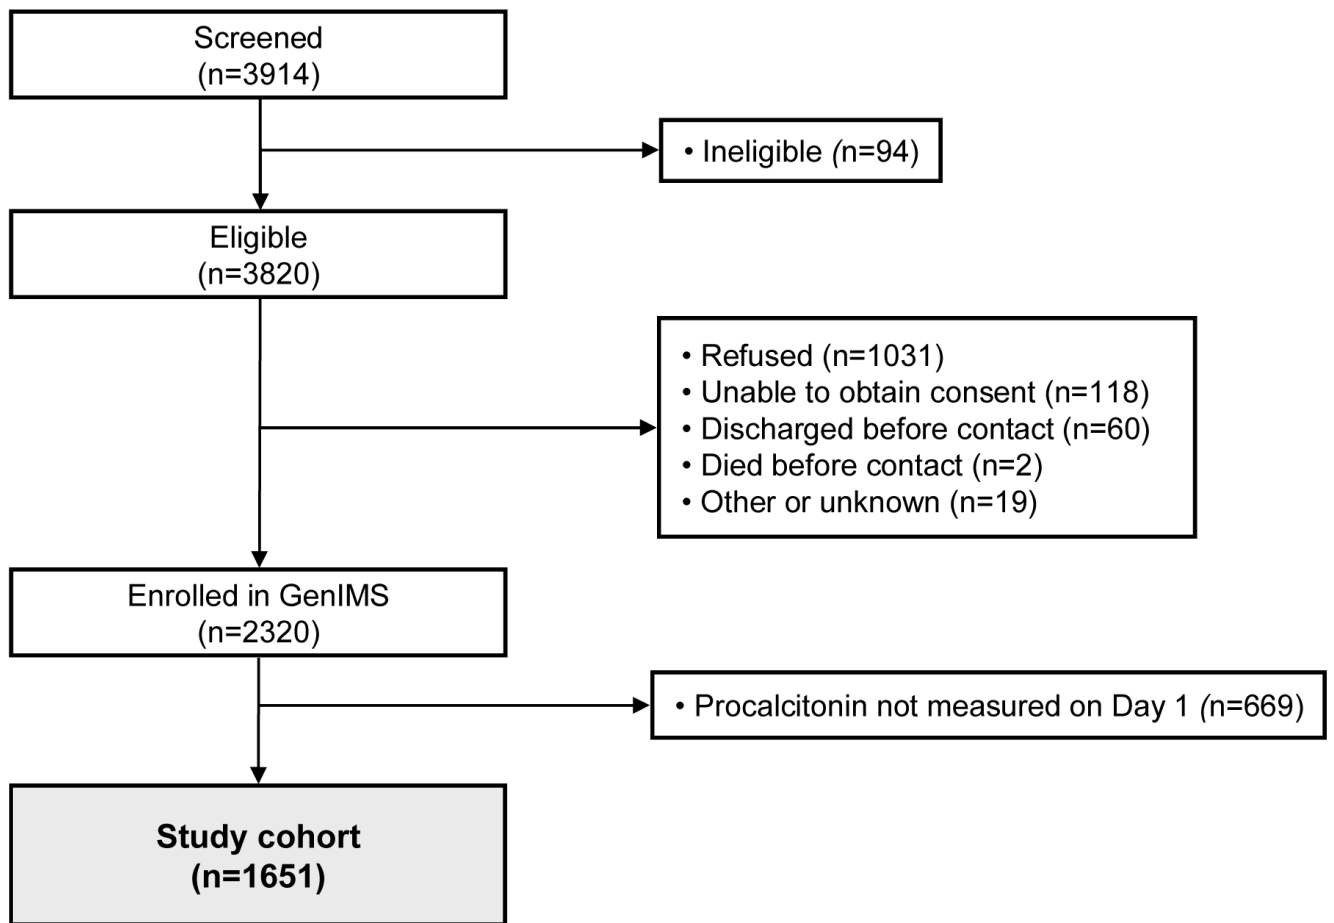 Screened
(n=3914)
• Ineligible (n=94)
Eligible
(n=3820)
• Refused (n=1031)
• Unable to obtain consent (n=118)
• Discharged before contact (n=60)
• Died before contact (n=2)
• Other or unknown (n=19)
Enrolled in GenIMS
(n=2320)
• Procalcitonin not measured on Day 1 (n=669)
Study cohort
(n=1651)